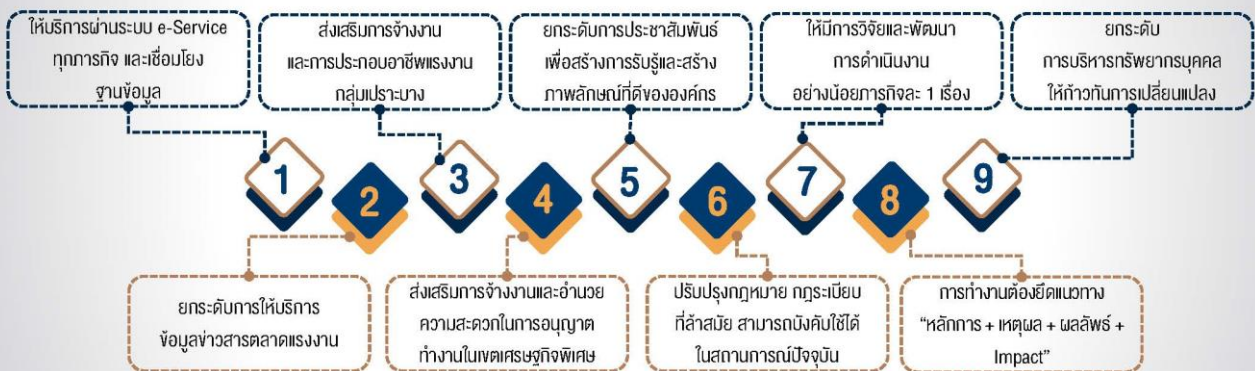 ให้บริการผ่านระบบ e-Service
ทุกภารกิจ และเชื่อมโยง
ฐานข้อมูล
ส่งเสริมการจ้างงาน
และการประกอบอาชีพแรงงาน
กลุ่มเปราะบาง
ยกระดับการประชาสัมพันธ์
เพื่อสร้างการรับรู้และสร้าง
ภาพลักษณ์ที่ดีขององค์กร
ให้มีการวิจัยและพัฒนา
การดำเนินงาน
อย่างน้อยภารกิจละ 1 เรื่อง
ยกระดับ
การบริหารทรัพยากรบุคคล
ให้ก้าวทันการเปลี่ยนแปลง
1
2
3
4
5
6
7
8
9
ยกระดับการให้บริการ
ข้อมูลข่าวสารตลาดแรงงาน
ส่งเสริมการจ้างงานและอำนวย
ความสะดวกในการอนุญาต
ทำงานในเขตเศรษฐกิจพิเศษ
ปรับปรุงกฎหมาย กฎระเบียบ
ที่ล้าสมัย สามารถบังคับใช้ได้
ในสถานการณ์ปัจจุบัน
การทำงานต้องยึดแนวทาง
“หลักการ + เหตุผล + ผลลัพธ์ +
Impact”